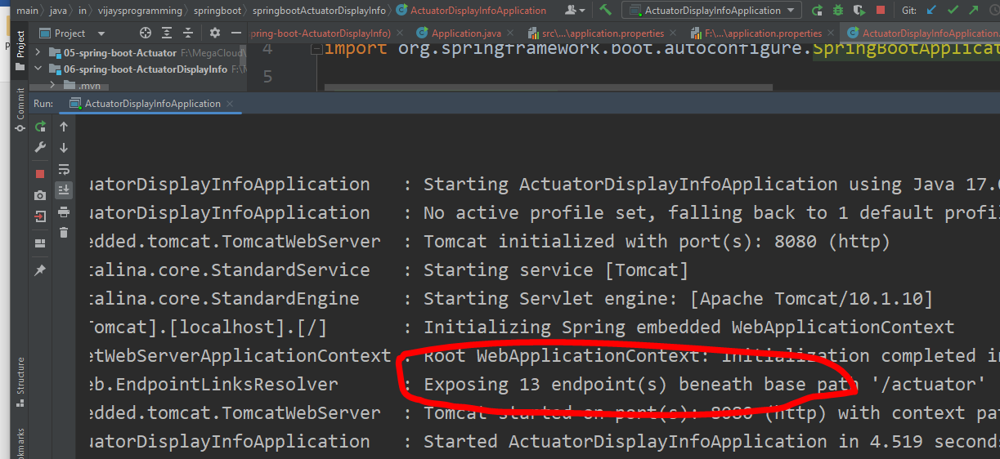 main › java › in › vijaysprogramming › springboot › springbootActuatorDisplayInfo › ActuatorDisplayInfoApplication ActuatorDisplayInfoApplication Git:
Project pring-boot-ActuatorDisplayInfo) Application.java src\...\application.properties F:\...\application.properties ActuatorDisplayInfoApplication
Project
05-spring-boot-Actuator F:\MegaCloud\
4 import org.springframework.boot.autoconfigure.SpringBootApplicat
06-spring-boot-ActuatorDisplayInfo F:\M
5
.mvn
Commit
Run: ActuatorDisplayInfoApplication
uatorDisplayInfoApplication : Starting ActuatorDisplayInfoApplication using Java 17.0
uatorDisplayInfoApplication : No active profile set, falling back to 1 default profil
edded.tomcat.TomcatWebServer : Tomcat initialized with port(s): 8080 (http)
talina.core.StandardService : Starting service [Tomcat]
talina.core.StandardEngine : Starting Servlet engine: [Apache Tomcat/10.1.10]
Tomcat].[localhost].[/] : Initializing Spring embedded WebApplicationContext
etWebServerApplicationContext : Root WebApplicationContext: initialization completed in
eb.EndpointLinksResolver : Exposing 13 endpoint(s) beneath base path '/actuator'
edded.tomcat.TomcatWebServer : Tomcat started on port(s): 8080 (http) with context pat
uatorDisplayInfoApplication : Started ActuatorDisplayInfoApplication in 4.519 seconds
Structure
okmarks